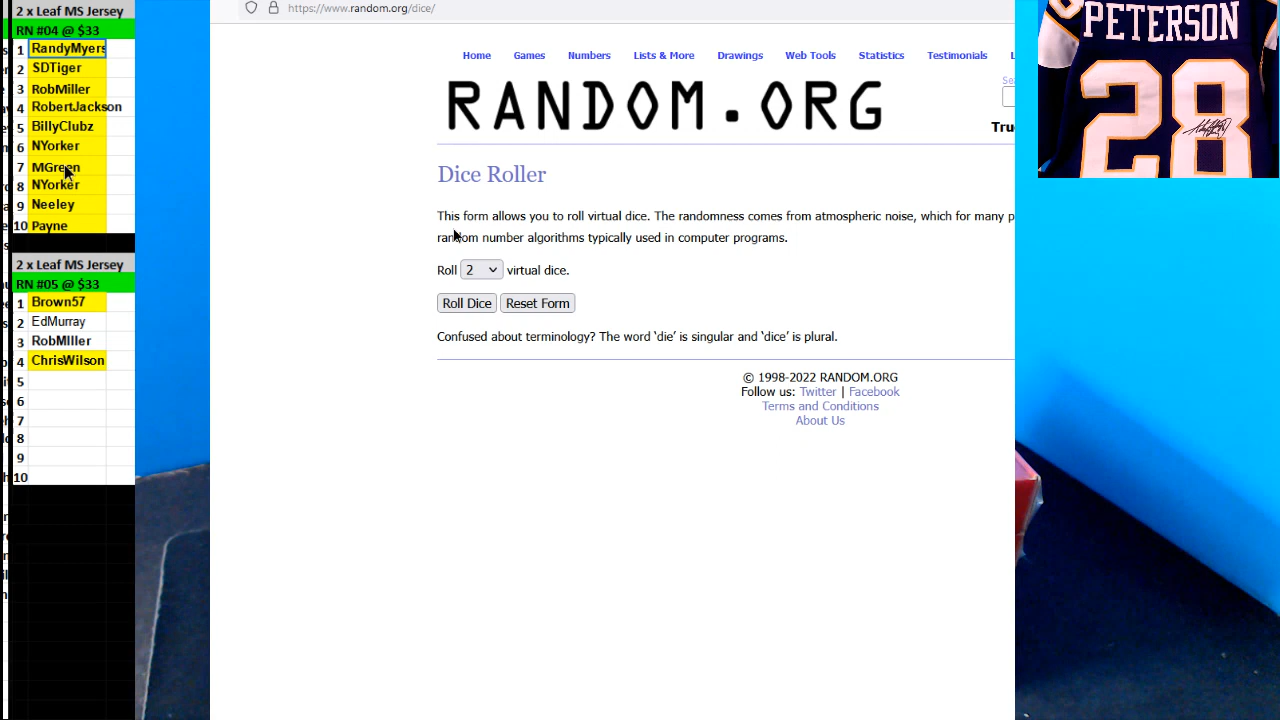 2 x Leaf MS Jersey
RN #04 @ $33
1 RandyMyers
2 SDTiger
3 RobMiller
4 RobertJackson
5 BillyClubz
6 NYorker
7 MGreen
8 NYorker
9 Neeley
10 Payne
2 x Leaf MS Jersey
RN #05 @ $33
1 Brown57
2 EdMurray
3 RobMIller
4 ChrisWilson
5
6
7
8
9
10
https://www.random.org/dice/
Home Games Numbers Lists & More Drawings Web Tools Statistics Testimonials L
RANDOM.ORG
Sea
Tru
Dice Roller
This form allows you to roll virtual dice. The randomness comes from atmospheric noise, which for many p
random number algorithms typically used in computer programs.
Roll 2 virtual dice.
Roll Dice Reset Form
Confused about terminology? The word ‘die’ is singular and ‘dice’ is plural.
© 1998-2022 RANDOM.ORG
Follow us: Twitter | Facebook
Terms and Conditions
About Us
PETERSON
28